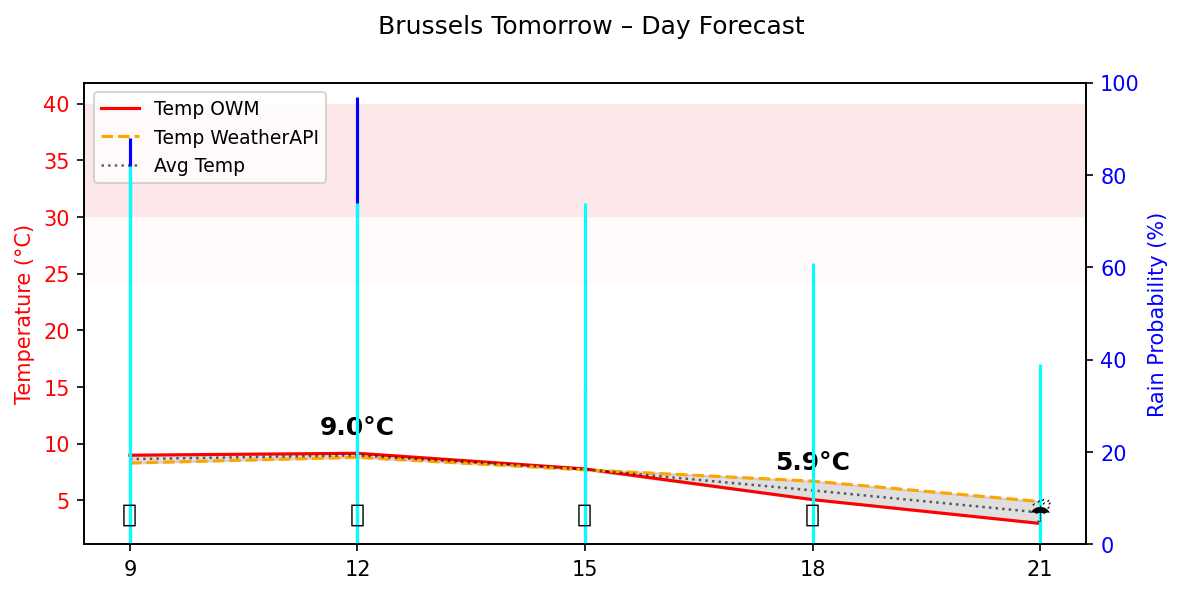 Brussels Tomorrow – Day Forecast
Temp OWM
Temp WeatherAPI
Avg Temp
Temperature (°C)
40
35
30
25
20
15
10
5
9.0°C
5.9°C
100
80
60
40
20
0
Rain Probability (%)
9
12
15
18
21